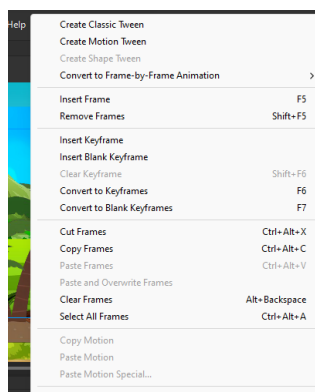 Help
Create Classic Tween
Create Motion Tween
Create Shape Tween
Convert to Frame-by-Frame Animation >
Insert Frame F5
Remove Frames Shift+F5
Insert Keyframe
Insert Blank Keyframe
Clear Keyframe Shift+F6
Convert to Keyframes F6
Convert to Blank Keyframes F7
Cut Frames Ctrl+Alt+X
Copy Frames Ctrl+Alt+C
Paste Frames Ctrl+Alt+V
Paste and Overwrite Frames
Clear Frames Alt+Backspace
Select All Frames Ctrl+Alt+A
Copy Motion
Paste Motion
Paste Motion Special...